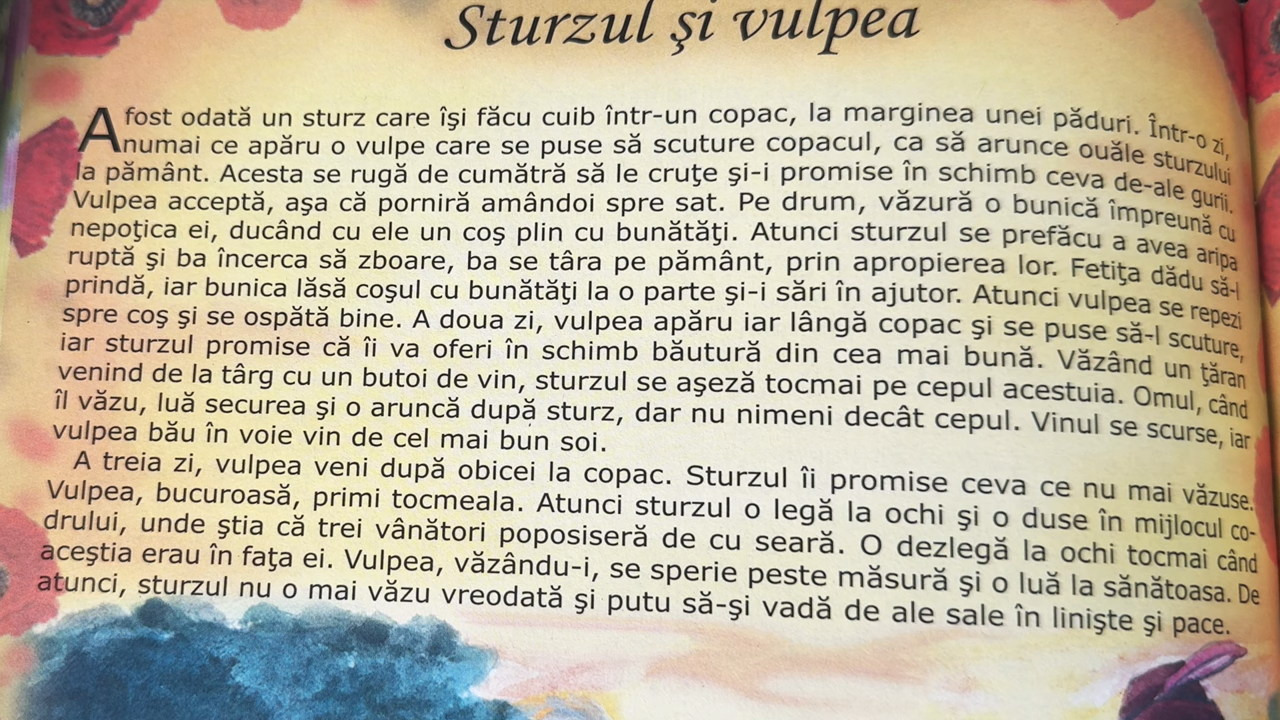 Sturzul şi vulpea
A fost odată un sturz care îşi făcu cuib într-un copac, la marginea unei păduri. Într-o zi,
numai ce apăru o vulpe care se puse să scuture copacul, ca să arunce ouăle sturzului
la pământ. Acesta se rugă de cumătră să le cruţe şi-i promise în schimb ceva de-ale gurii.
Vulpea acceptă, aşa că porniră amândoi spre sat. Pe drum, văzură o bunică împreună cu
nepoţica ei, ducând cu ele un coş plin cu bunătăţi. Atunci sturzul se prefăcu a avea aripa
ruptă şi ba încerca să zboare, ba se târa pe pământ, prin apropierea lor. Fetiţa dădu să-l
prindă, iar bunica lăsă coşul cu bunătăţi la o parte şi-i sări în ajutor. Atunci vulpea se repezi
spre coş şi se ospătă bine. A doua zi, vulpea apăru iar lângă copac şi se puse să-l scuture,
iar sturzul promise că îi va oferi în schimb băutură din cea mai bună. Văzând un ţăran
venind de la târg cu un butoi de vin, sturzul se aşeză tocmai pe cepul acestuia. Omul, când
îl văzu, luă securea şi o aruncă după sturz, dar nu nimeni decât cepul. Vinul se scurse, iar
vulpea bău în voie vin de cel mai bun soi.
A treia zi, vulpea veni după obicei la copac. Sturzul îi promise ceva ce nu mai văzuse.
Vulpea, bucuroasă, primi tocmeala. Atunci sturzul o legă la ochi şi o duse în mijlocul co-
drului, unde ştia că trei vânători poposiseră de cu seară. O dezlegă la ochi tocmai când
aceştia erau în faţa ei. Vulpea, văzându-i, se sperie peste măsură şi o luă la sănătoasa. De
atunci, sturzul nu o mai văzu vreodată şi putu să-şi vadă de ale sale în linişte şi pace.